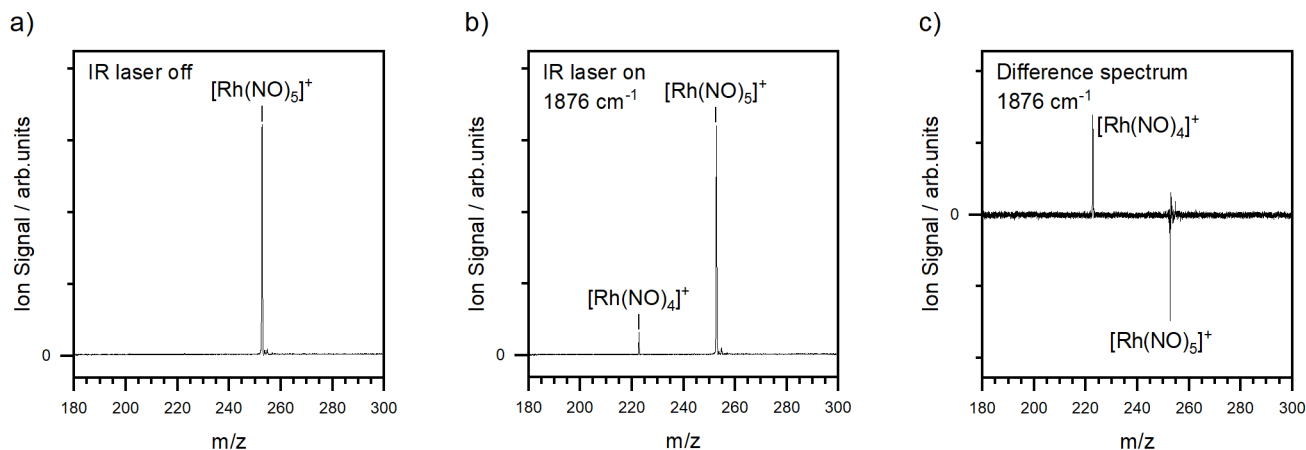 a)
IR laser off
[Rh(NO)5]+
Ion Signal / arb.units
0
180 200 220 240 260 280 300
m/z
b)
IR laser on
1876 cm-1
[Rh(NO)5]+
[Rh(NO)4]+
Ion Signal / arb.units
0
180 200 220 240 260 280 300
m/z
c)
Difference spectrum
1876 cm-1
[Rh(NO)4]+
Ion Signal / arb.units
0
[Rh(NO)5]+
180 200 220 240 260 280 300
m/z